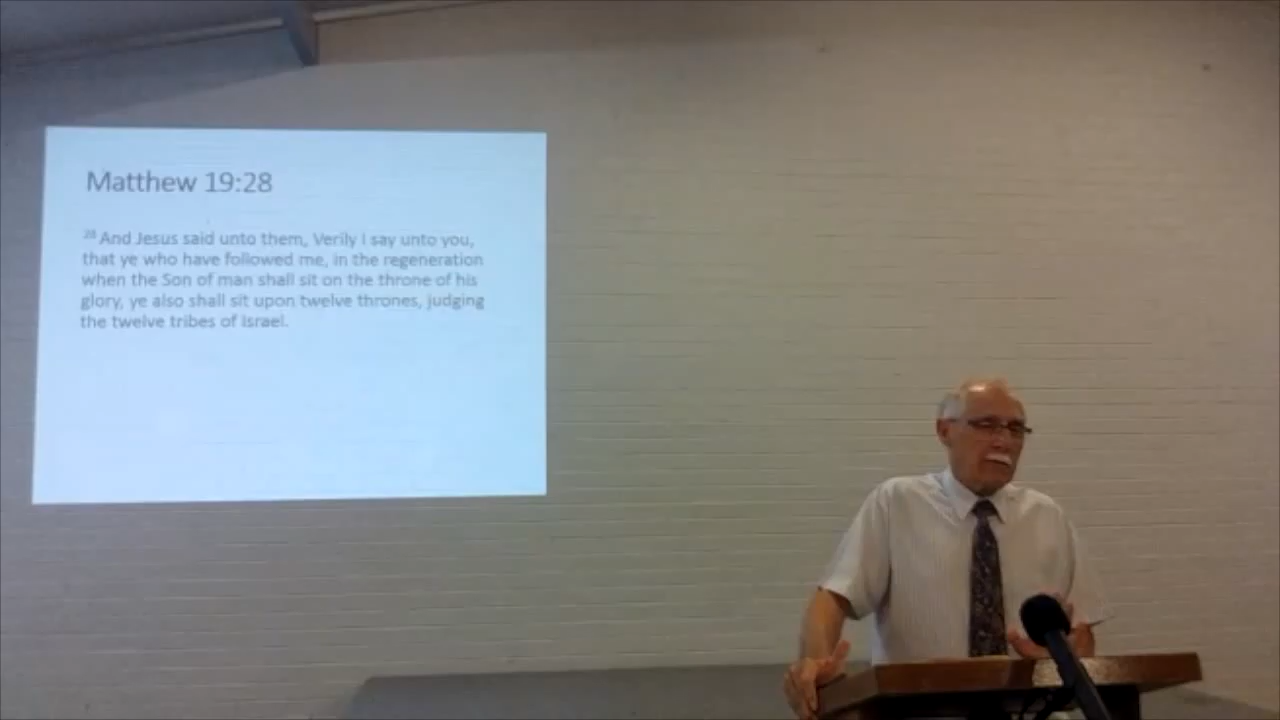 Matthew 19:28
28 And Jesus said unto them, Verily I say unto you,
that ye who have followed me, in the regeneration
when the Son of man shall sit on the throne of his
glory, ye also shall sit upon twelve thrones, judging
the twelve tribes of Israel.